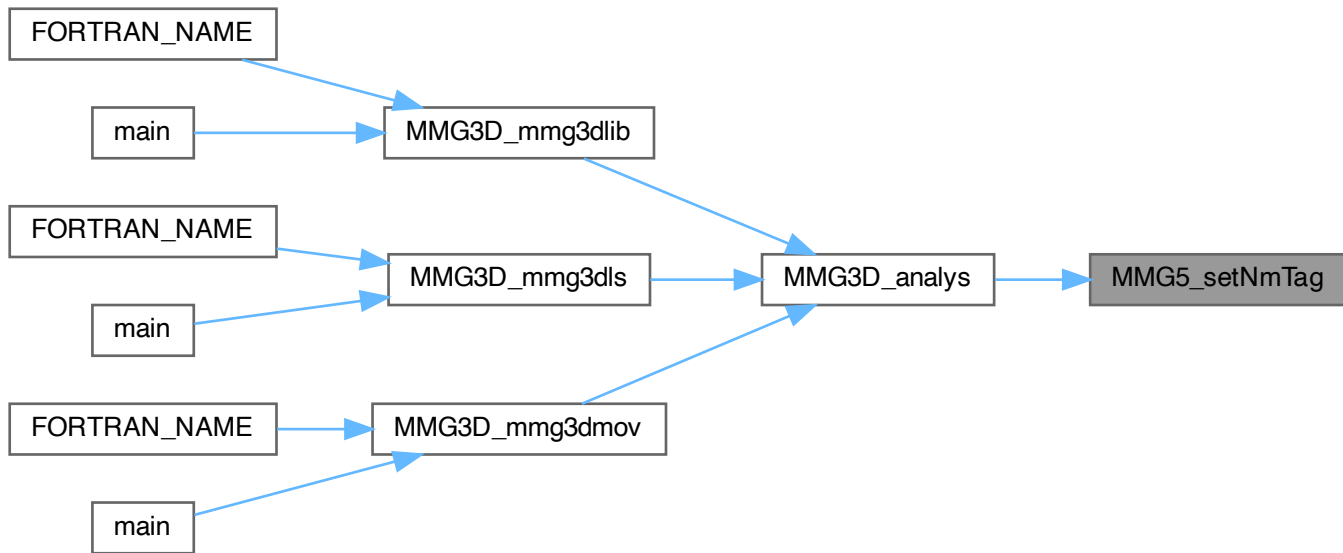 FORTRAN_NAME
main
MMG3D_mmg3dlib
FORTRAN_NAME
main
MMG3D_mmg3dls
MMG3D_analys
MMG5_setNmTag
FORTRAN_NAME
main
MMG3D_mmg3dmov